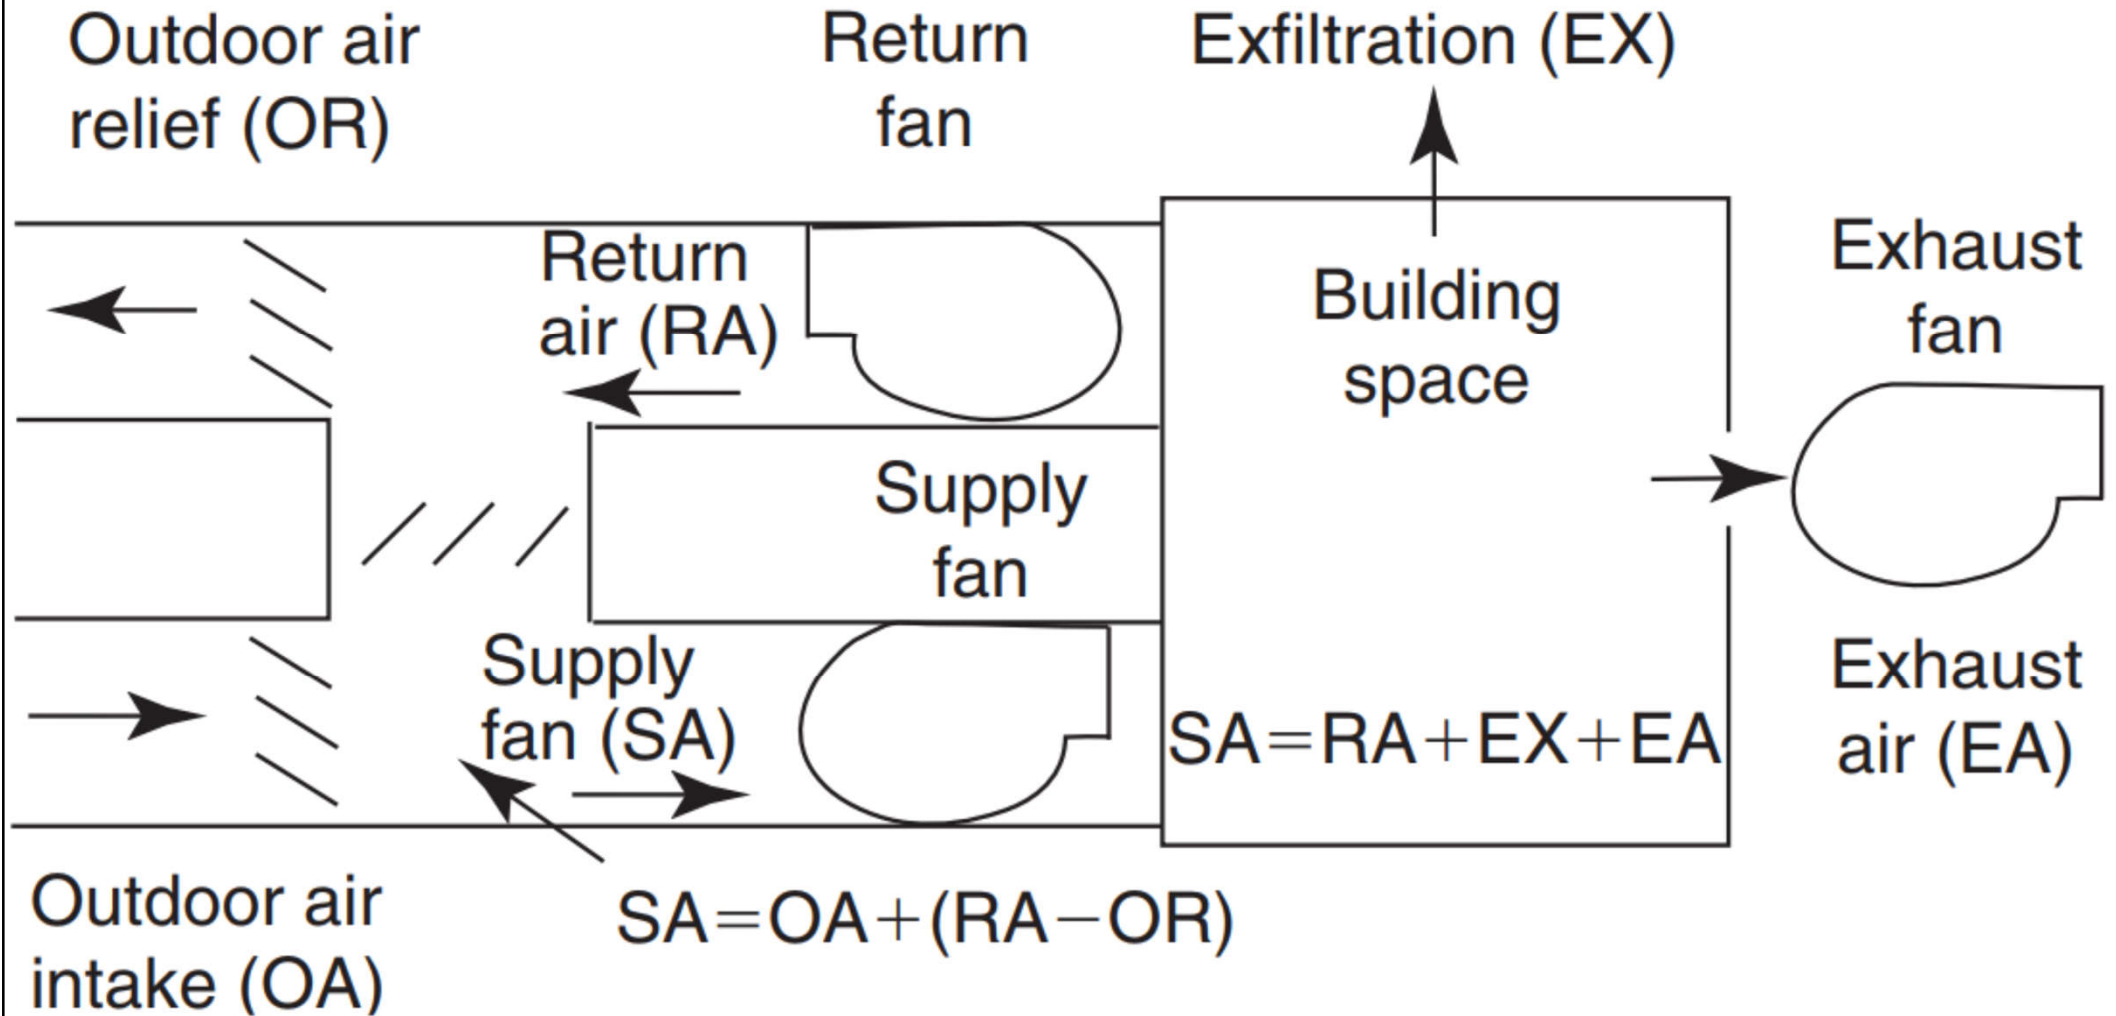 Outdoor air
relief (OR)
Return
fan
Exfiltration (EX)
Return
air (RA)
Building
space
Exhaust
fan
Supply
fan
Supply
fan (SA)
SA=RA+EX+EA
Exhaust
air (EA)
Outdoor air
intake (OA)
SA=OA+(RA−OR)